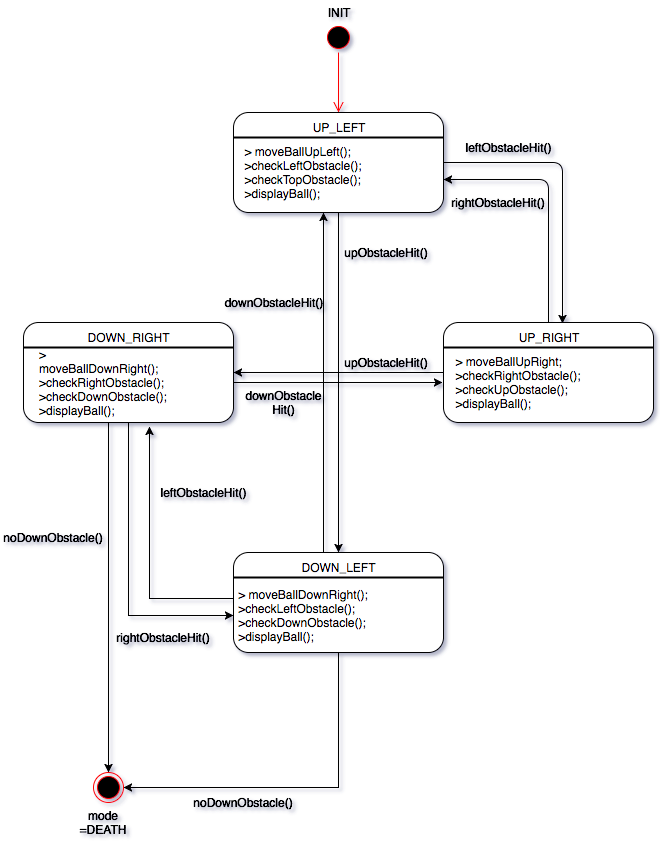 INIT
UP_LEFT
> moveBallUpLeft();
>checkLeftObstacle();
>checkTopObstacle();
>displayBall();
leftObstacleHit()
rightObstacleHit()
upObstacleHit()
downObstacleHit()
DOWN_RIGHT
>
moveBallDownRight();
>checkRightObstacle();
>checkDownObstacle();
>displayBall();
upObstacleHit()
downObstacle
Hit()
UP_RIGHT
> moveBallUpRight;
>checkRightObstacle();
>checkUpObstacle();
>displayBall();
leftObstacleHit()
noDownObstacle()
DOWN_LEFT
> moveBallDownRight();
>checkLeftObstacle();
>checkDownObstacle();
>displayBall();
rightObstacleHit()
noDownObstacle()
mode
=DEATH